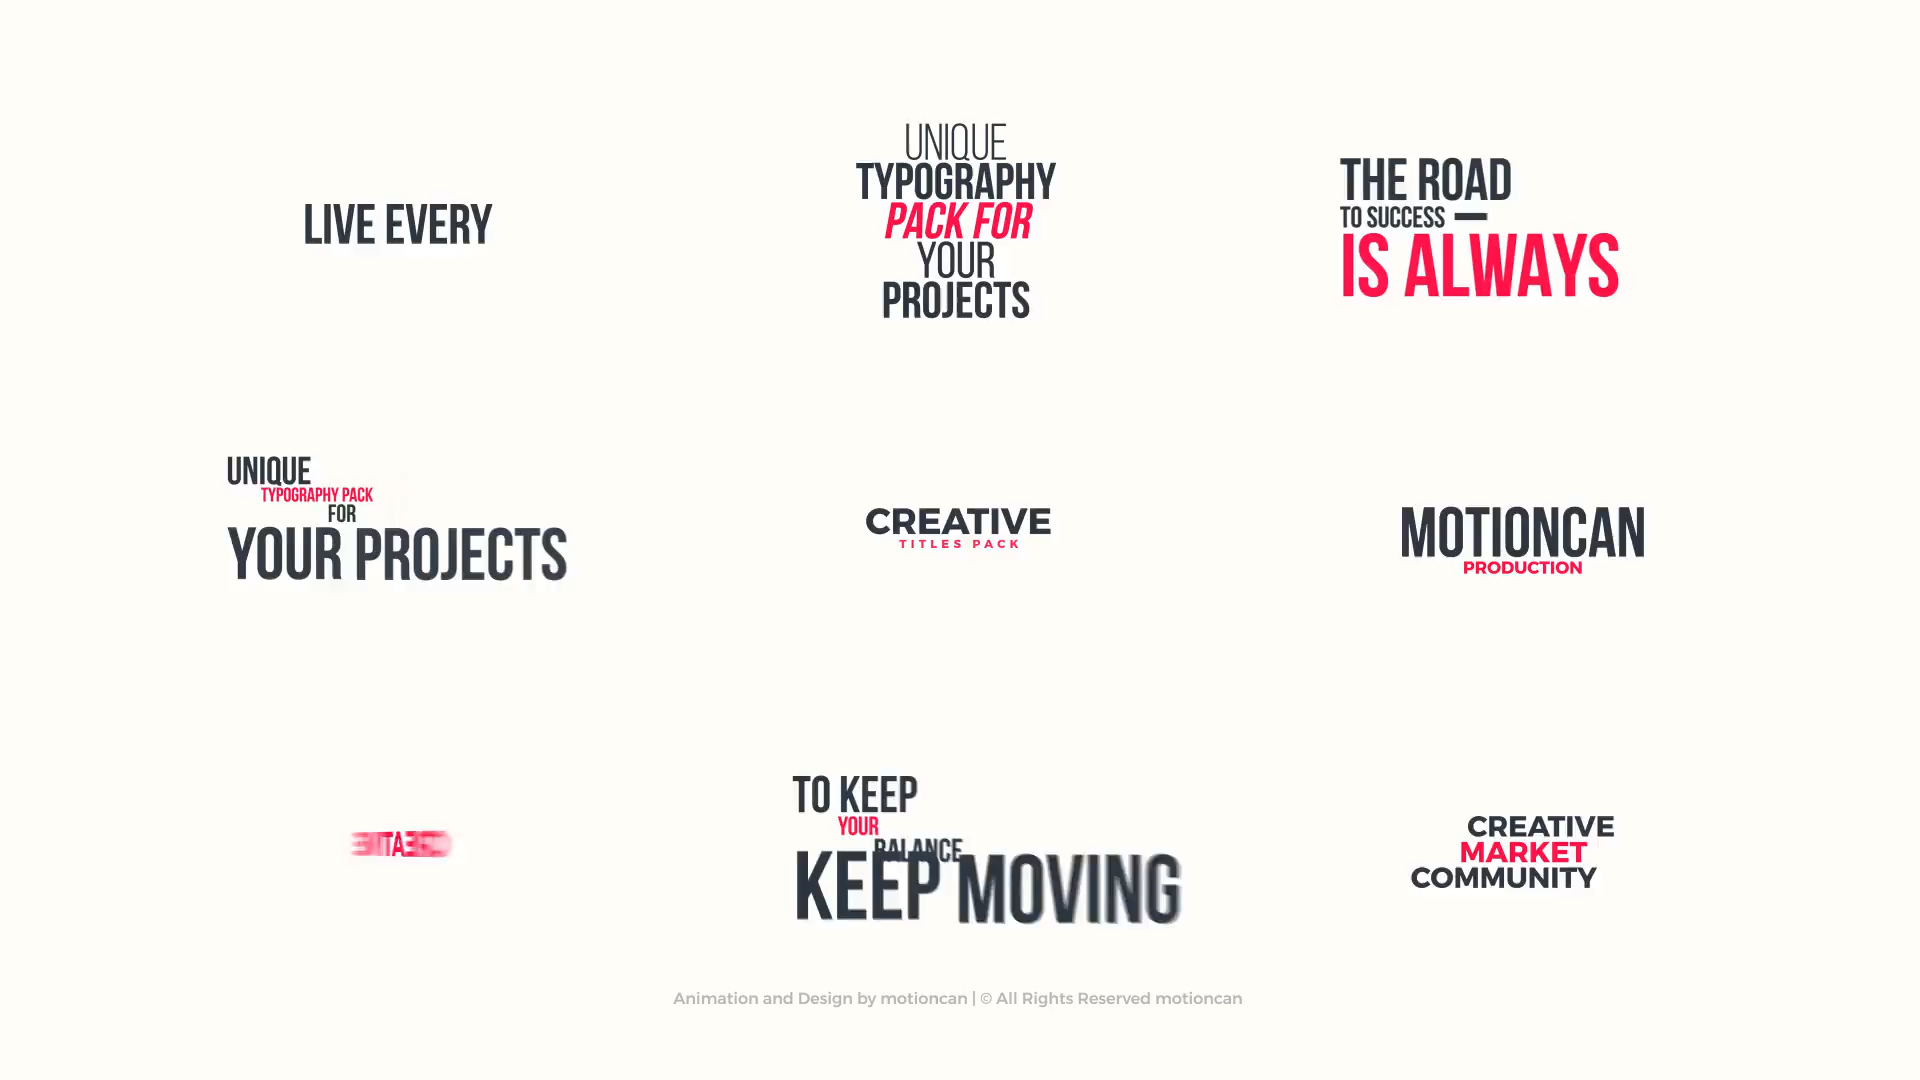 LIVE EVERY
UNIQUE
TYPOGRAPHY
PACK FOR
YOUR
PROJECTS
THE ROAD
TO SUCCESS —
IS ALWAYS
UNIQUE
TYPOGRAPHY PACK
FOR
YOUR PROJECTS
CREATIVE
TITLES PACK
MOTIONCAN
PRODUCTION
TO KEEP
YOUR
BALANCE
KEEP MOVING
CREATIVE
MARKET
COMMUNITY
Animation and Design by motioncan | © All Rights Reserved motioncan